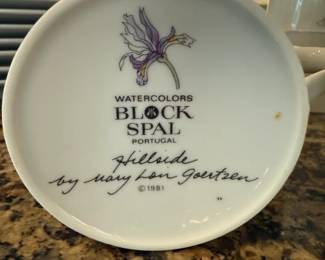 WATERCOLORS
BLOCK
SPAL
PORTUGAL
Hillside
by Mary Lou Goertzen
©1981